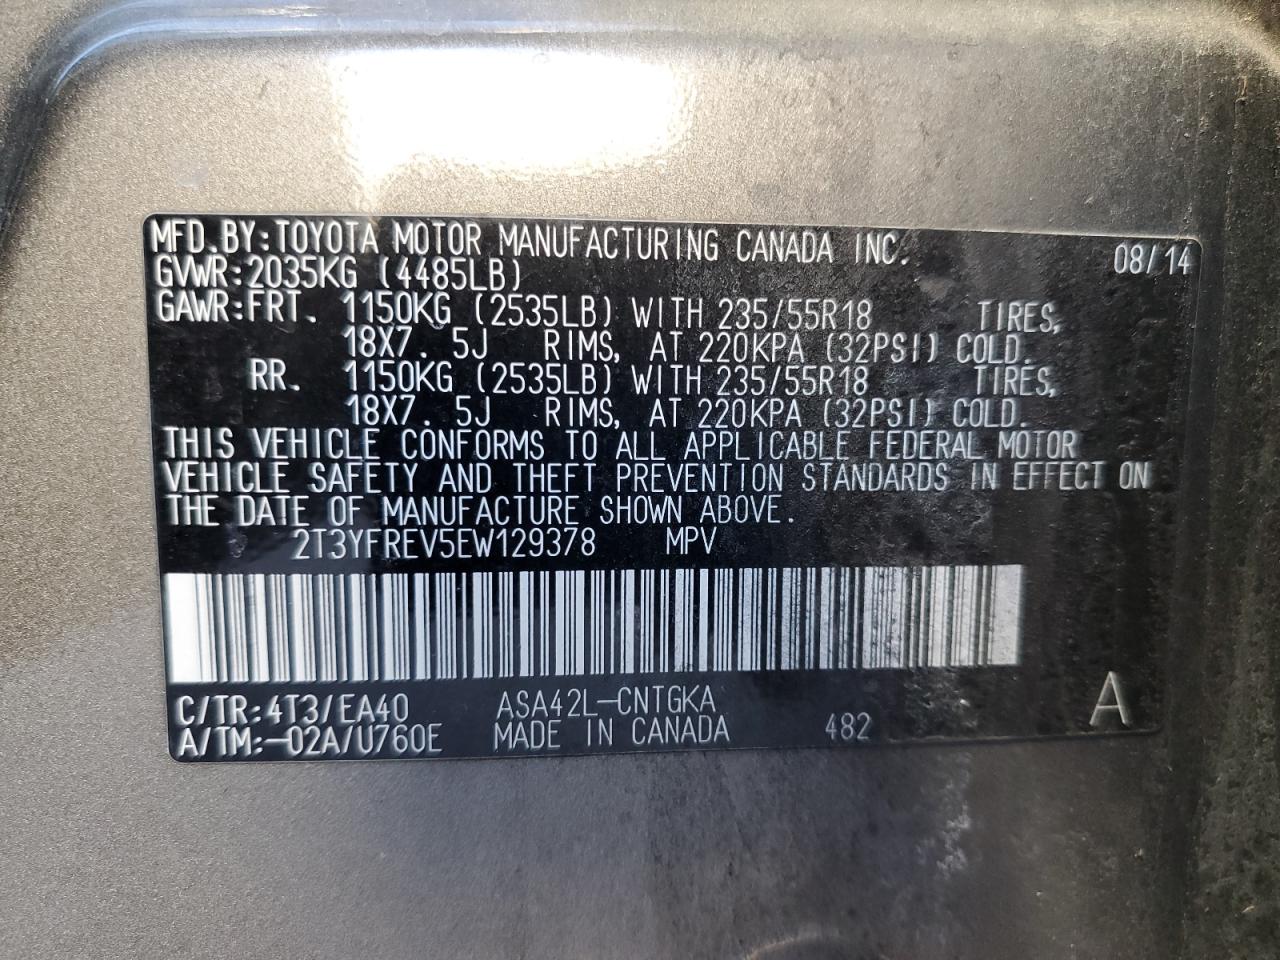 MFD.BY:TOYOTA MOTOR MANUFACTURING CANADA INC. 08/14
GVWR:2035KG (4485LB)
GAWR:FRT. 1150KG (2535LB) WITH 235/55R18 TIRES,
18X7.5J RIMS, AT 220KPA (32PSI) COLD.
RR. 1150KG (2535LB) WITH 235/55R18 TIRES,
18X7.5J RIMS, AT 220KPA (32PSI) COLD.
THIS VEHICLE CONFORMS TO ALL APPLICABLE FEDERAL MOTOR
VEHICLE SAFETY AND THEFT PREVENTION STANDARDS IN EFFECT ON
THE DATE OF MANUFACTURE SHOWN ABOVE.
2T3YFREV5EW129378 MPV
C/TR:4T3/EA40 ASA42L-CNTGKA A
A/TM:-02A/U760E MADE IN CANADA 482